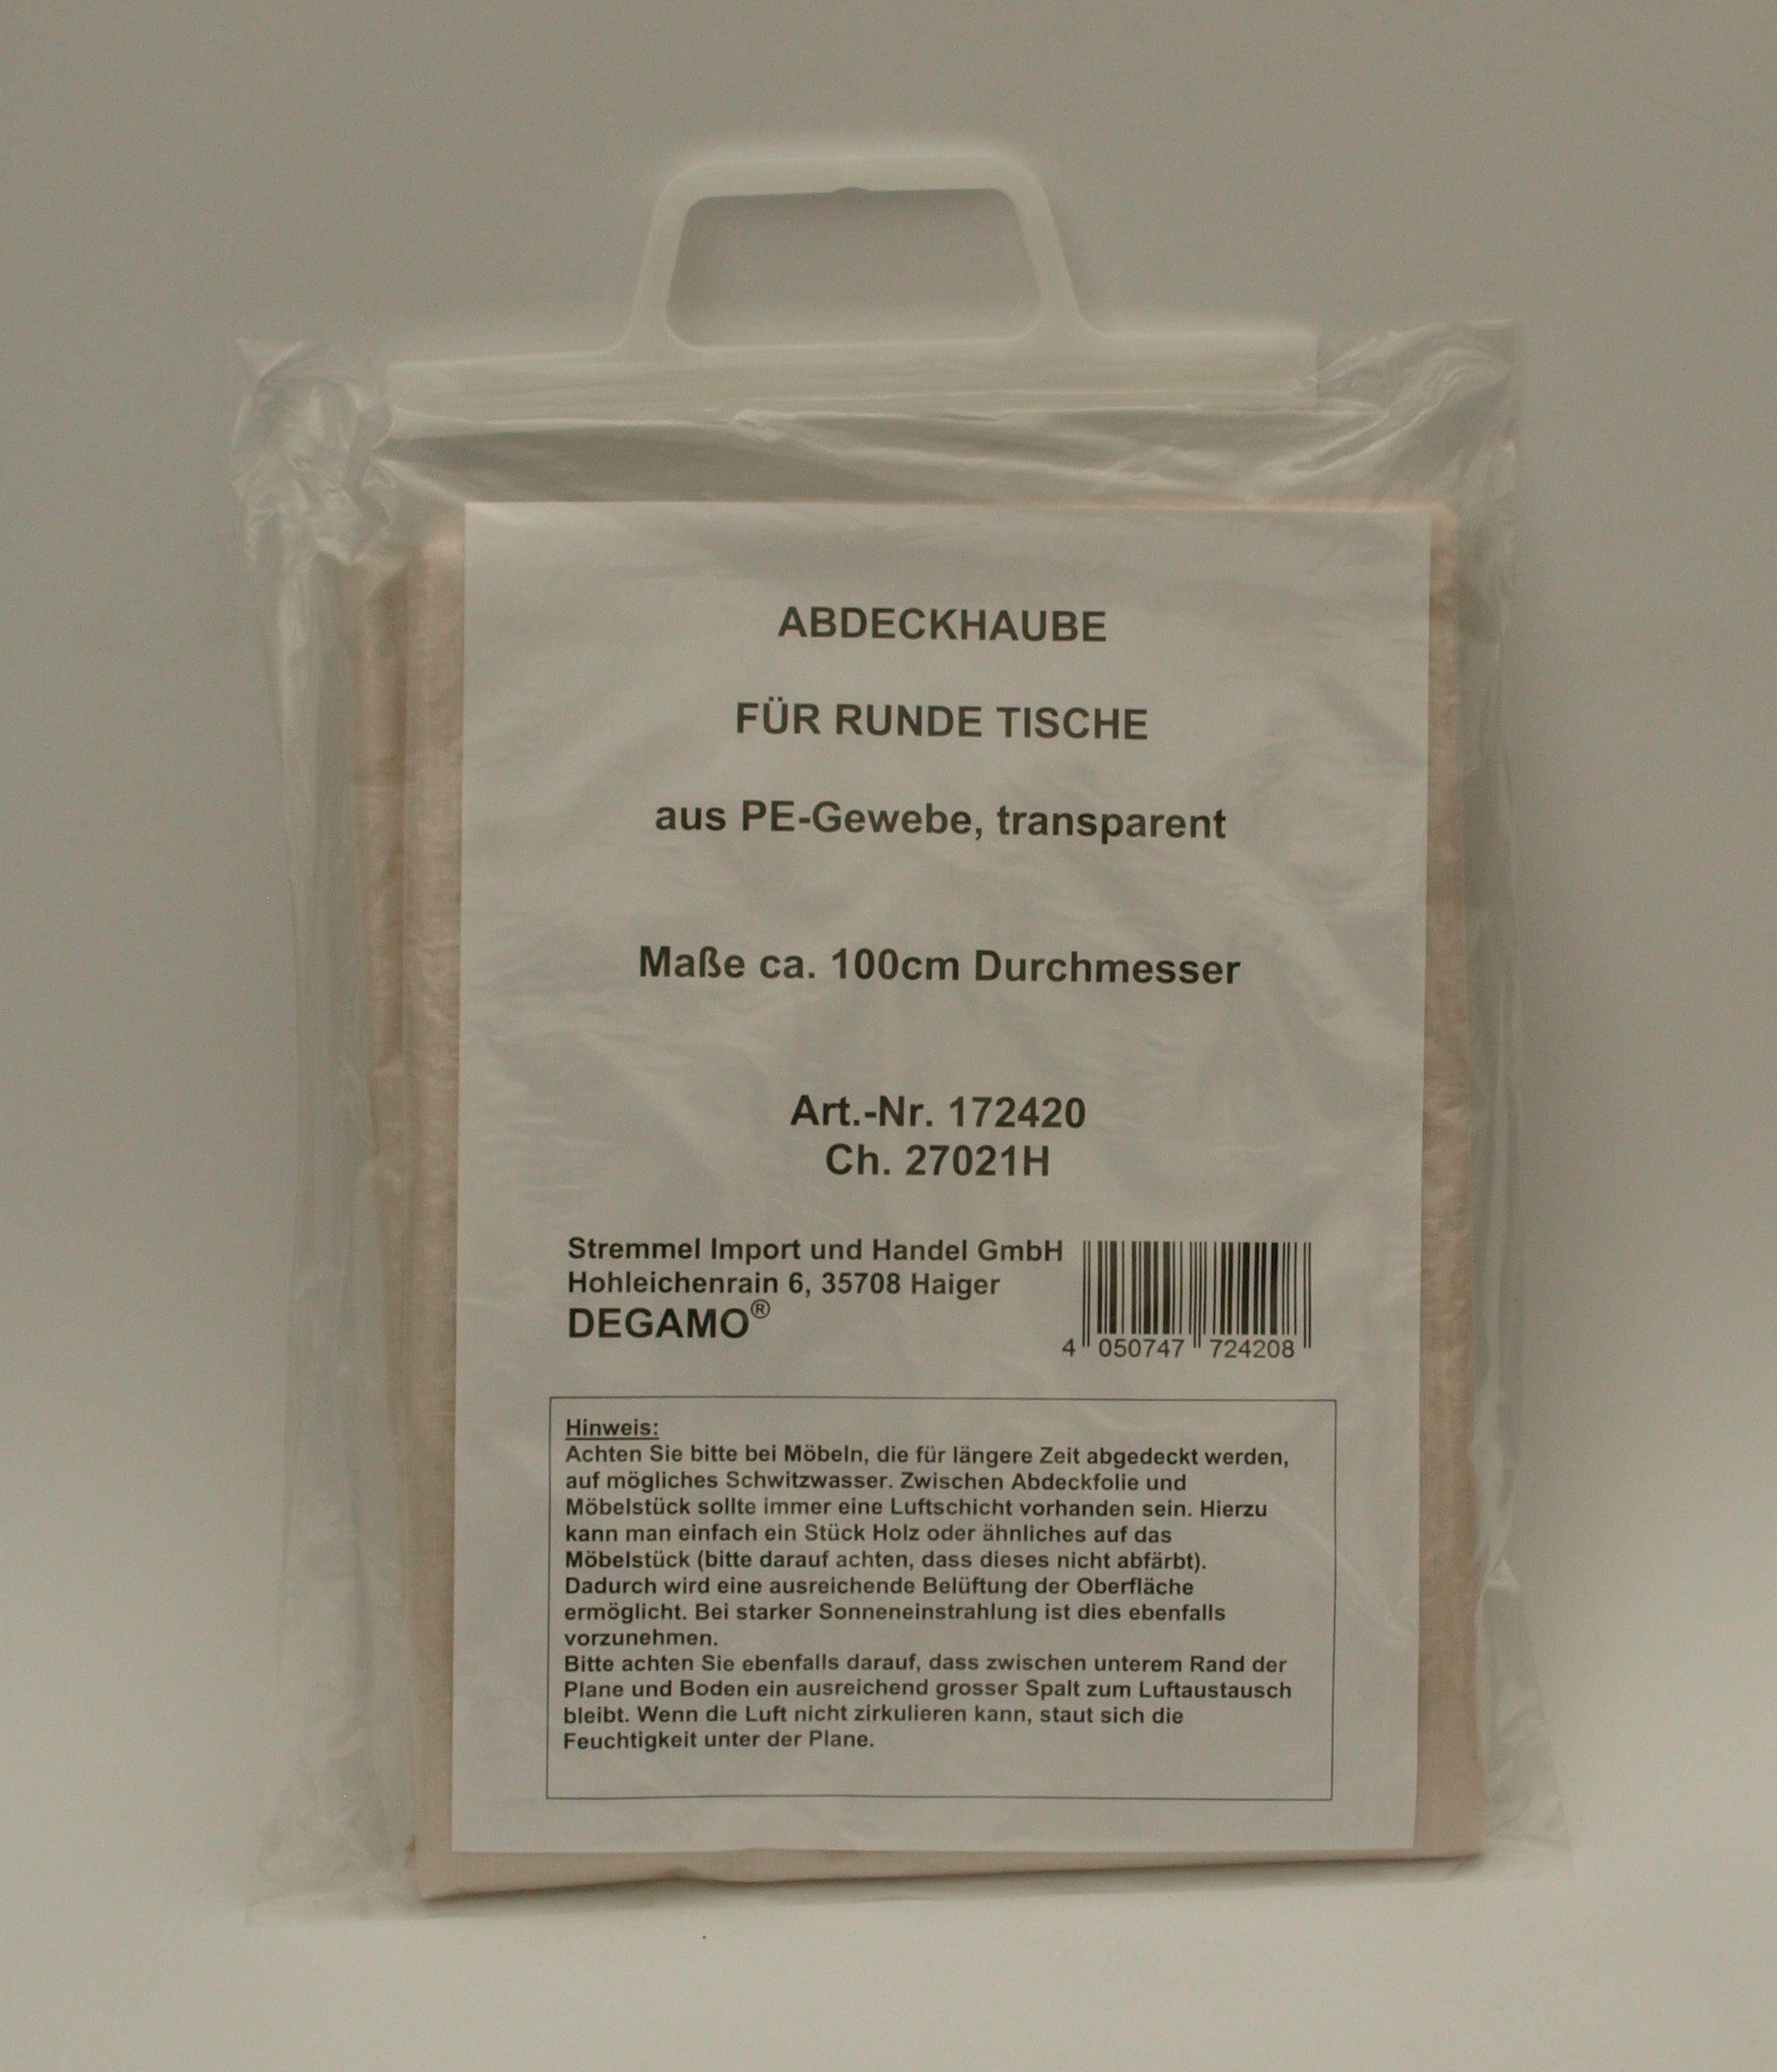 ABDECKHAUBE
FÜR RUNDE TISCHE
aus PE-Gewebe, transparent
Maße ca. 100cm Durchmesser
Art.-Nr. 172420
Ch. 27021H
Stremmel Import und Handel GmbH
Hohleichenrain 6, 35708 Haiger
DEGAMO®
4 050747 724208
Hinweis:
Achten Sie bitte bei Möbeln, die für längere Zeit abgedeckt werden,
auf mögliches Schwitzwasser. Zwischen Abdeckfolie und
Möbelstück sollte immer eine Luftschicht vorhanden sein. Hierzu
kann man einfach ein Stück Holz oder ähnliches auf das
Möbelstück (bitte darauf achten, dass dieses nicht abfärbt).
Dadurch wird eine ausreichende Belüftung der Oberfläche
ermöglicht. Bei starker Sonneneinstrahlung ist dies ebenfalls
vorzunehmen.
Bitte achten Sie ebenfalls darauf, dass zwischen unterem Rand der
Plane und Boden ein ausreichend grosser Spalt zum Luftaustausch
bleibt. Wenn die Luft nicht zirkulieren kann, staut sich die
Feuchtigkeit unter der Plane.